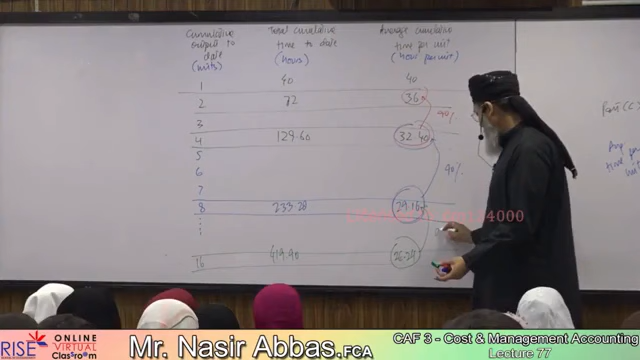 Cumulative output to date (units)
Total cumulative time to date (hours)
Average cumulative time per unit (hour per unit)
1 40 40
2 72 36
90%
3
4 129.60 32.40
5
90%
6
7
8 233.28 29.16
16 419.90 26.24
RISE ONLINE VIRTUAL Classroom
Mr. Nasir Abbas.FCA
CAF 3 - Cost & Management Accounting
Lecture 77